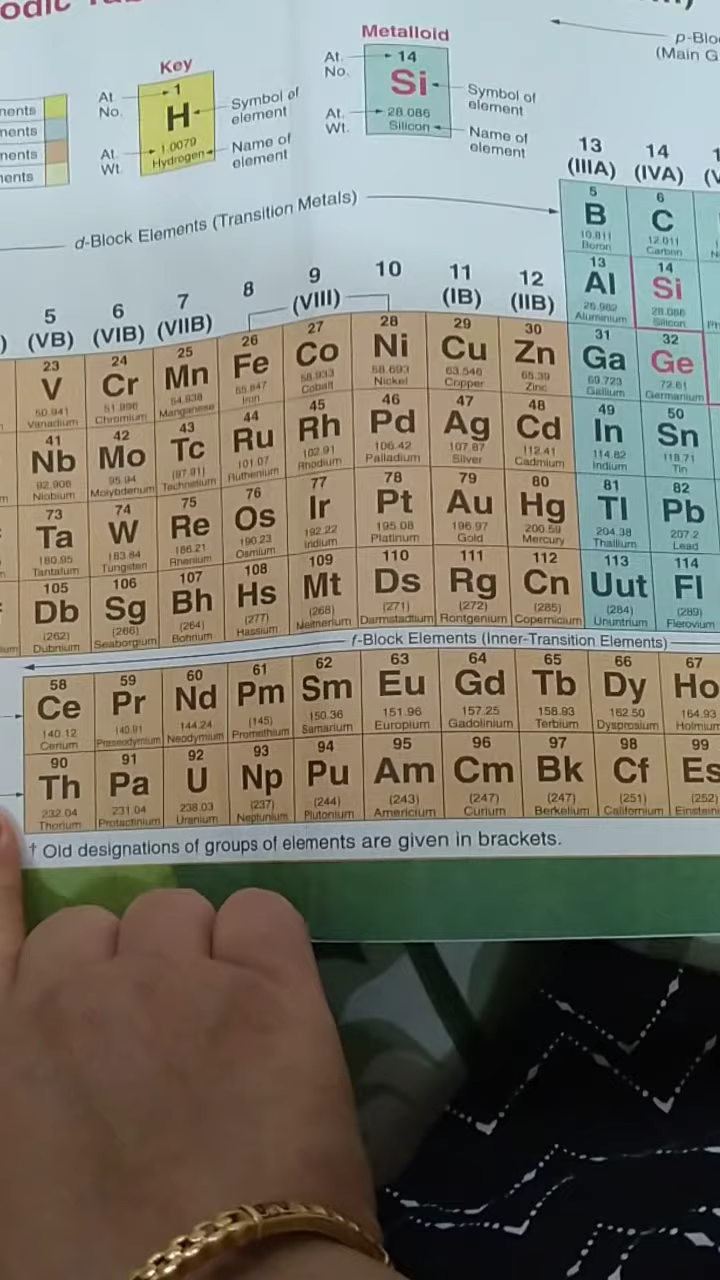 Key
Metalloid
At. No.
1
H
1.0079
Hydrogen
At. Wt.
Symbol of element
Name of element
At. No.
14
Si
28.086
Silicon
At. Wt.
Symbol of element
Name of element
(Main G
ments
ments
ments
d-Block Elements (Transition Metals)
5 6 7 8 9 10 11 12 13 14
(VB) (VIB) (VIIB) (VIII) (IB) (IIB) (IIIA) (IVA)
5 6
B C
10.811 12.011
Boron Carbon
13 14
Al Si
26.982 28.086
Aluminium Silicon
23 24 25 26 27 28 29 30 31 32
V Cr Mn Fe Co Ni Cu Zn Ga Ge
50.941 51.996 54.938 55.847 58.933 58.693 63.546 65.39 69.723 72.61
Vanadium Chromium Manganese Iron Cobalt Nickel Copper Zinc Gallium Germanium
41 42 43 44 45 46 47 48 49 50
Nb Mo Tc Ru Rh Pd Ag Cd In Sn
92.906 95.94 (97.91) 101.07 102.91 106.42 107.87 112.41 114.82 118.71
Niobium Molybdenum Technetium Ruthenium Rhodium Palladium Silver Cadmium Indium Tin
73 74 75 76 77 78 79 80 81 82
Ta W Re Os Ir Pt Au Hg Tl Pb
180.95 183.84 186.21 190.23 192.22 195.08 196.97 200.59 204.38 207.2
Tantalum Tungsten Rhenium Osmium Iridium Platinum Gold Mercury Thallium Lead
105 106 107 108 109 110 111 112 113 114
Db Sg Bh Hs Mt Ds Rg Cn Uut Fl
(262) (266) (264) (277) (268) (271) (272) (285) (284) (289)
Dubnium Seaborgium Bohrium Hassium Meitnerium Darmstadtium Rontgenium Copernicium Ununtrium Flerovium
f-Block Elements (Inner-Transition Elements)
58 59 60 61 62 63 64 65 66 67
Ce Pr Nd Pm Sm Eu Gd Tb Dy Ho
140.12 140.91 144.24 (145) 150.36 151.96 157.25 158.93 162.50 164.93
Cerium Praseodymium Neodymium Promethium Samarium Europium Gadolinium Terbium Dysprosium Holmium
90 91 92 93 94 95 96 97 98 99
Th Pa U Np Pu Am Cm Bk Cf Es
232.04 231.04 238.03 (237) (244) (243) (247) (247) (251) (252)
Thorium Protactinium Uranium Neptunium Plutonium Americium Curium Berkelium Californium Einstein
† Old designations of groups of elements are given in brackets.